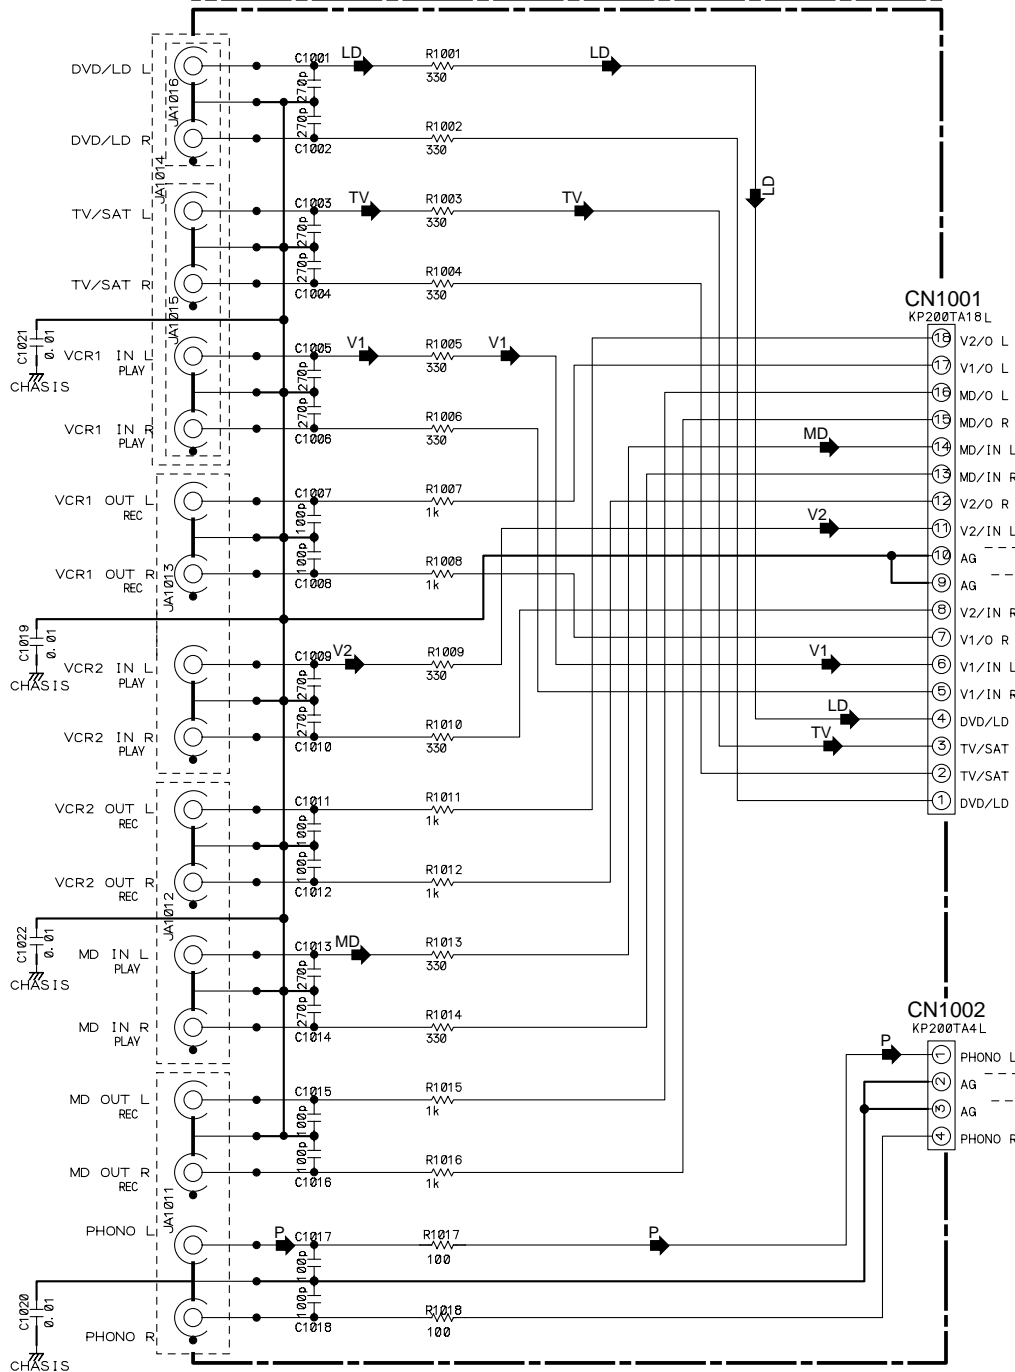 DVD/LD L
C1001
270p
LD
R1001
330
LD
JA1016
270p
C1002
R1002
330
DVD/LD R
JA1014
LD
TV/SAT L
C1003
270p
TV
R1003
330
TV
270p
C1004
R1004
330
TV/SAT R
JA1015
C1021
0.01
CHASIS
VCR1 IN L
PLAY
C1005
270p
V1
R1005
330
V1
VCR1 IN R
PLAY
270p
C1006
R1006
330
VCR1 OUT L
REC
C1007
100p
R1007
1k
VCR1 OUT R
REC
100p
C1008
R1008
1k
JA1013
C1019
0.01
CHASIS
VCR2 IN L
PLAY
C1009
270p
V2
R1009
330
VCR2 IN R
PLAY
270p
C1010
R1010
330
VCR2 OUT L
REC
C1011
100p
R1011
1k
VCR2 OUT R
REC
100p
C1012
R1012
1k
JA1012
C1022
0.01
CHASIS
MD IN L
PLAY
C1013
270p
MD
R1013
330
MD IN R
PLAY
270p
C1014
R1014
330
MD OUT L
REC
C1015
100p
R1015
1k
MD OUT R
REC
100p
C1016
R1016
1k
JA1011
PHONO L
P
C1017
100p
R1017
100
P
C1020
0.01
CHASIS
PHONO R
100p
C1018
R1018
100
CN1001
KP200TA18L
18 V2/O L
17 V1/O L
16 MD/O L
15 MD/O R
MD
14 MD/IN L
13 MD/IN R
12 V2/O R
V2
11 V2/IN L
10 AG
9 AG
8 V2/IN R
7 V1/O R
V1
6 V1/IN L
5 V1/IN R
LD
4 DVD/LD
TV
3 TV/SAT
2 TV/SAT
1 DVD/LD
CN1002
KP200TA4L
P
1 PHONO L
2 AG
3 AG
4 PHONO R